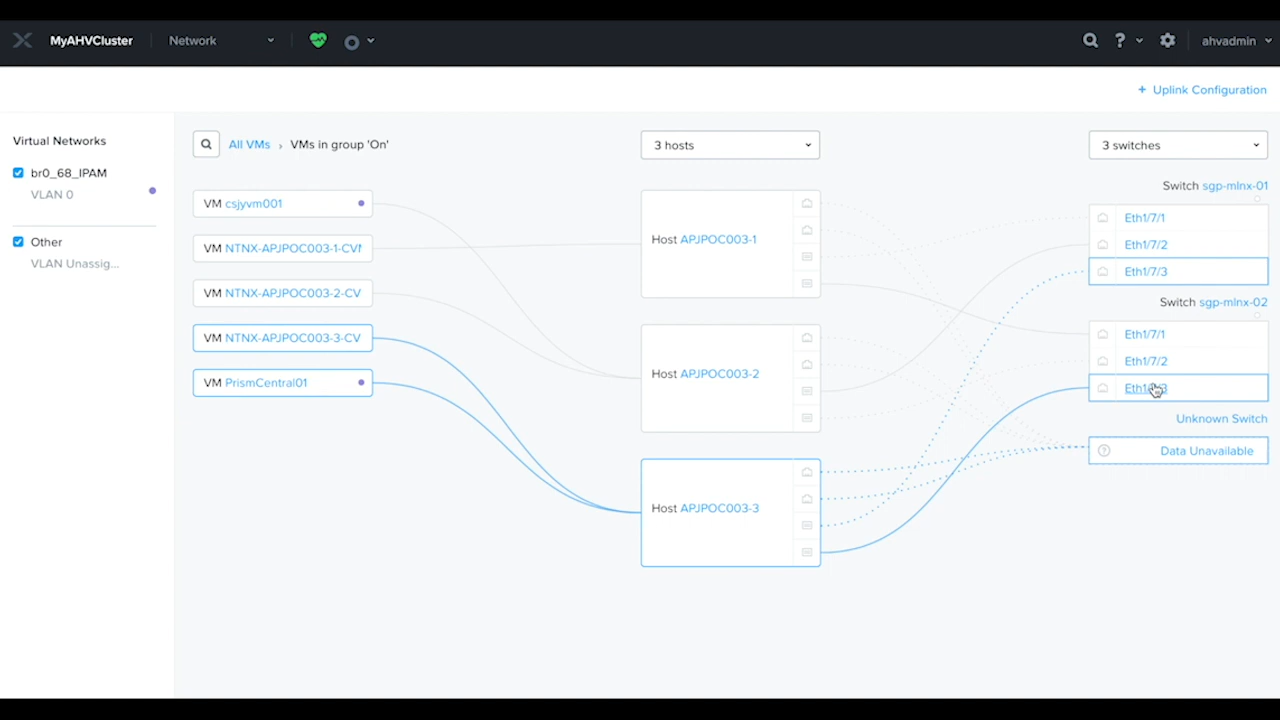 MyAHVCluster
Network
? 
ahvadmin
+ Uplink Configuration
Virtual Networks
br0_68_IPAM
VLAN 0
Other
VLAN Unassig...
All VMs › VMs in group 'On'
VM csjyvm001
VM NTNX-APJPOC003-1-CV
VM NTNX-APJPOC003-2-CV
VM NTNX-APJPOC003-3-CV
VM PrismCentral01
3 hosts
Host APJPOC003-1
Host APJPOC003-2
Host APJPOC003-3
3 switches
Switch sgp-mlnx-01
Eth1/7/1
Eth1/7/2
Eth1/7/3
Switch sgp-mlnx-02
Eth1/7/1
Eth1/7/2
Unknown Switch
? Data Unavailable